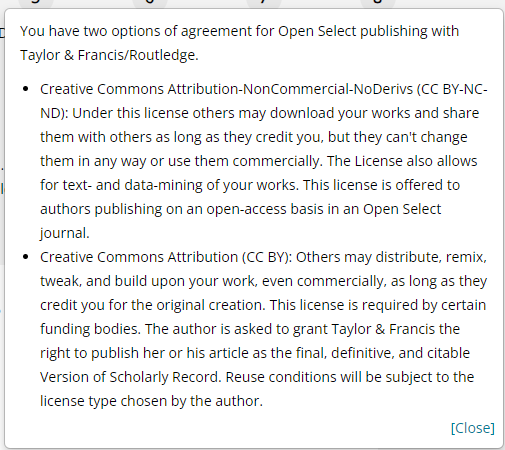 You have two options of agreement for Open Select publishing with
Taylor & Francis/Routledge.
• Creative Commons Attribution-NonCommercial-NoDerivs (CC BY-NC-
ND): Under this license others may download your works and share
them with others as long as they credit you, but they can't change
them in any way or use them commercially. The License also allows
for text- and data-mining of your works. This license is offered to
authors publishing on an open-access basis in an Open Select
journal.
• Creative Commons Attribution (CC BY): Others may distribute, remix,
tweak, and build upon your work, even commercially, as long as they
credit you for the original creation. This license is required by certain
funding bodies. The author is asked to grant Taylor & Francis the
right to publish her or his article as the final, definitive, and citable
Version of Scholarly Record. Reuse conditions will be subject to the
license type chosen by the author.
[Close]